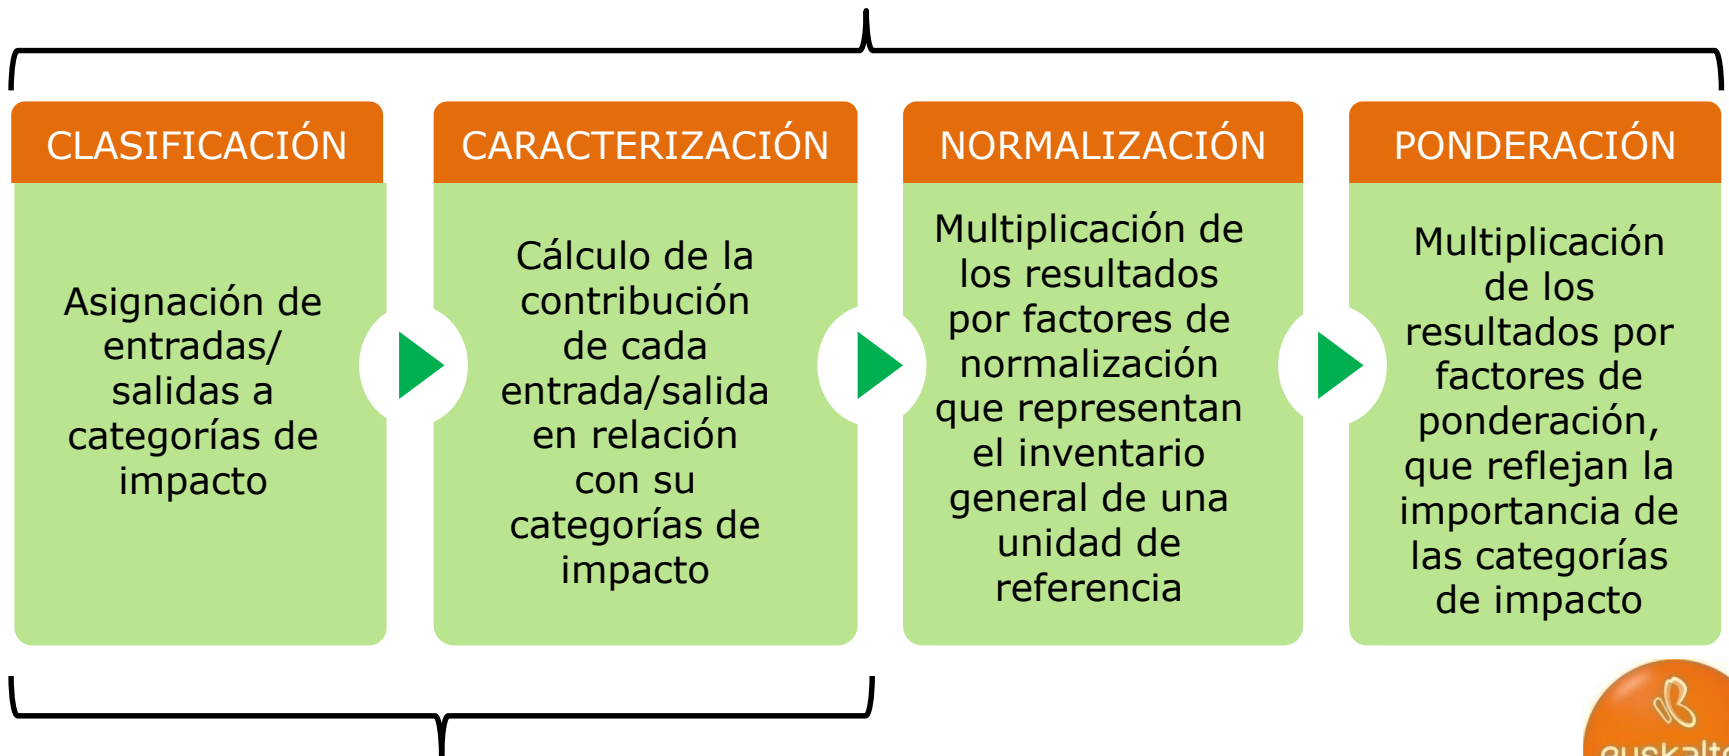 CLASIFICACIÓN
Asignación de
entradas/
salidas a
categorías de
impacto
CARACTERIZACIÓN
Cálculo de la
contribución
de cada
entrada/salida
en relación
con su
categorías de
impacto
NORMALIZACIÓN
Multiplicación de
los resultados
por factores de
normalización
que representan
el inventario
general de una
unidad de
referencia
PONDERACIÓN
Multiplicación
de los
resultados por
factores de
ponderación,
que reflejan la
importancia de
las categorías
de impacto